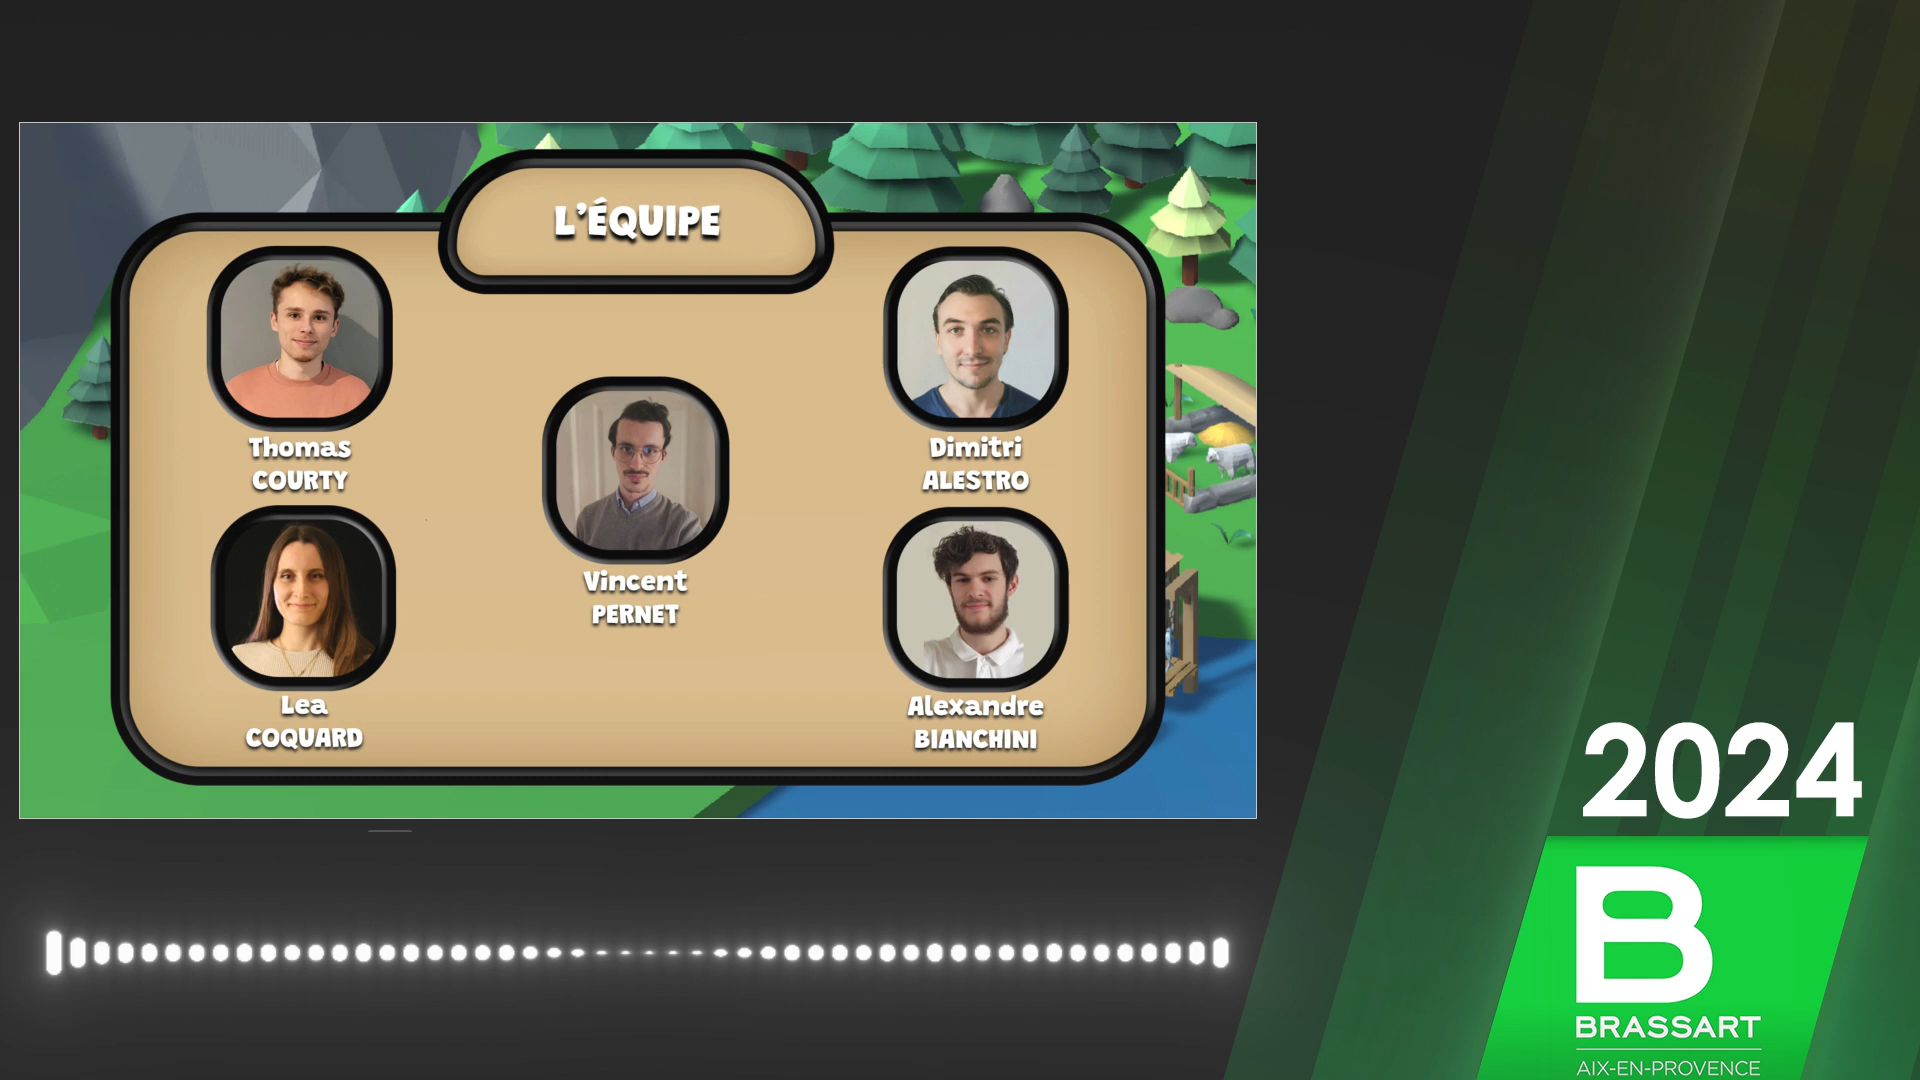 L'ÉQUIPE
Thomas
COURTY
Dimitri
ALESTRO
Vincent
PERNET
Lea
COQUARD
Alexandre
BIANCHINI
2024
B
BRASSART
AIX-EN-PROVENCE